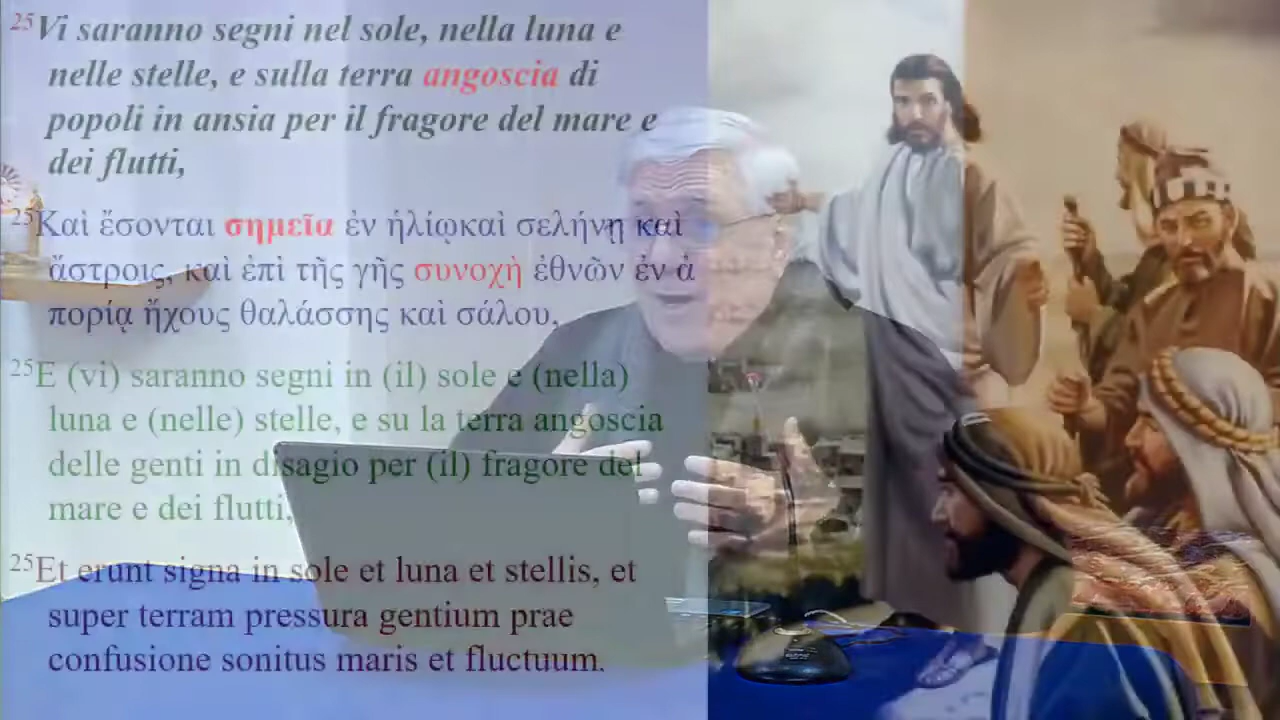 25Vi saranno segni nel sole, nella luna e
nelle stelle, e sulla terra angoscia di
popoli in ansia per il fragore del mare e
dei flutti,
25Καὶ ἔσονται σημεῖα ἐν ἡλίῳκαὶ σελήνῃ καὶ
ἄστροις, καὶ ἐπὶ τῆς γῆς συνοχὴ ἐθνῶν ἐν ἀ
πορίᾳ ἤχους θαλάσσης καὶ σάλου,
25E (vi) saranno segni in (il) sole e (nella)
luna e (nelle) stelle, e su la terra angoscia
delle genti in disagio per (il) fragore del
mare e dei flutti,
25Et erunt signa in sole et luna et stellis, et
super terram pressura gentium prae
confusione sonitus maris et fluctuum.